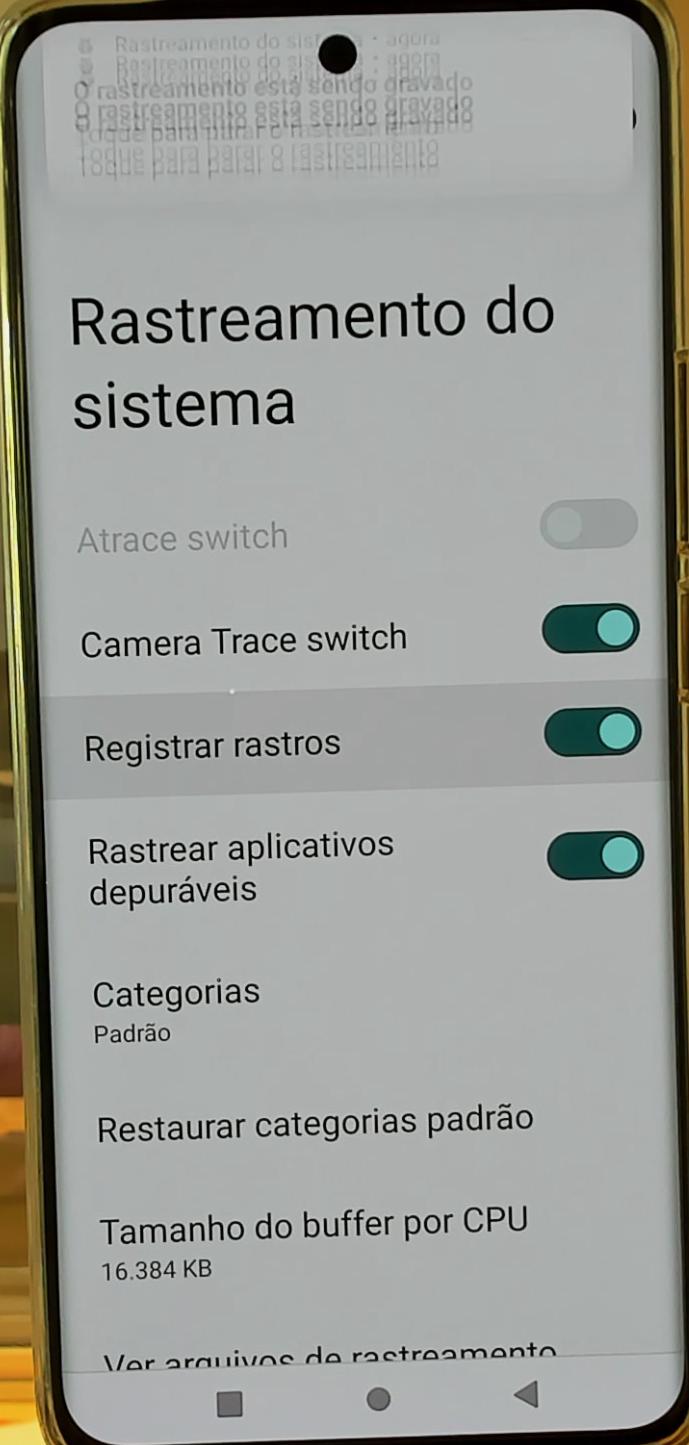 Rastreamento do sistema · agora
O rastreamento está sendo gravado
Toque para parar o rastreamento
Rastreamento do
sistema
Atrace switch
Camera Trace switch
Registrar rastros
Rastrear aplicativos
depuráveis
Categorias
Padrão
Restaurar categorias padrão
Tamanho do buffer por CPU
16.384 KB
Ver arquivos de rastreamento